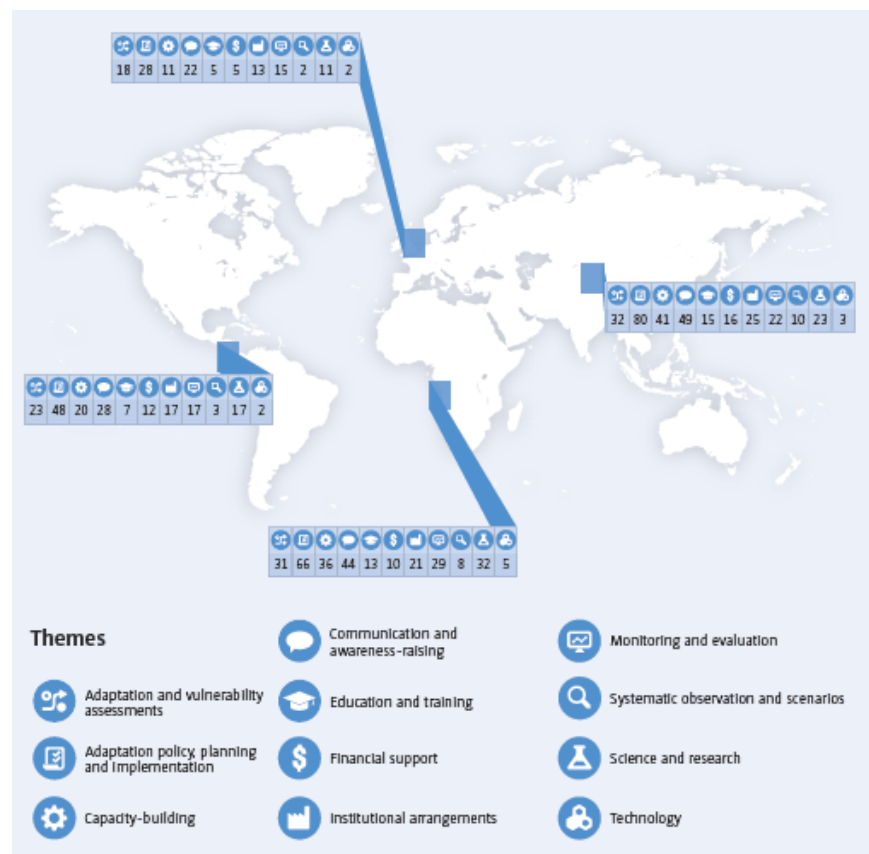 18 28 11 22 5 5 13 15 2 11 2
32 80 41 49 15 16 25 22 10 23 3
23 48 20 28 7 12 17 17 3 17 2
31 66 36 44 13 10 21 29 8 32 5
Themes
Adaptation and vulnerability
assessments
Adaptation policy, planning
and implementation
Capacity-building
Communication and
awareness-raising
Education and training
Financial support
Institutional arrangements
Monitoring and evaluation
Systematic observation and scenarios
Science and research
Technology